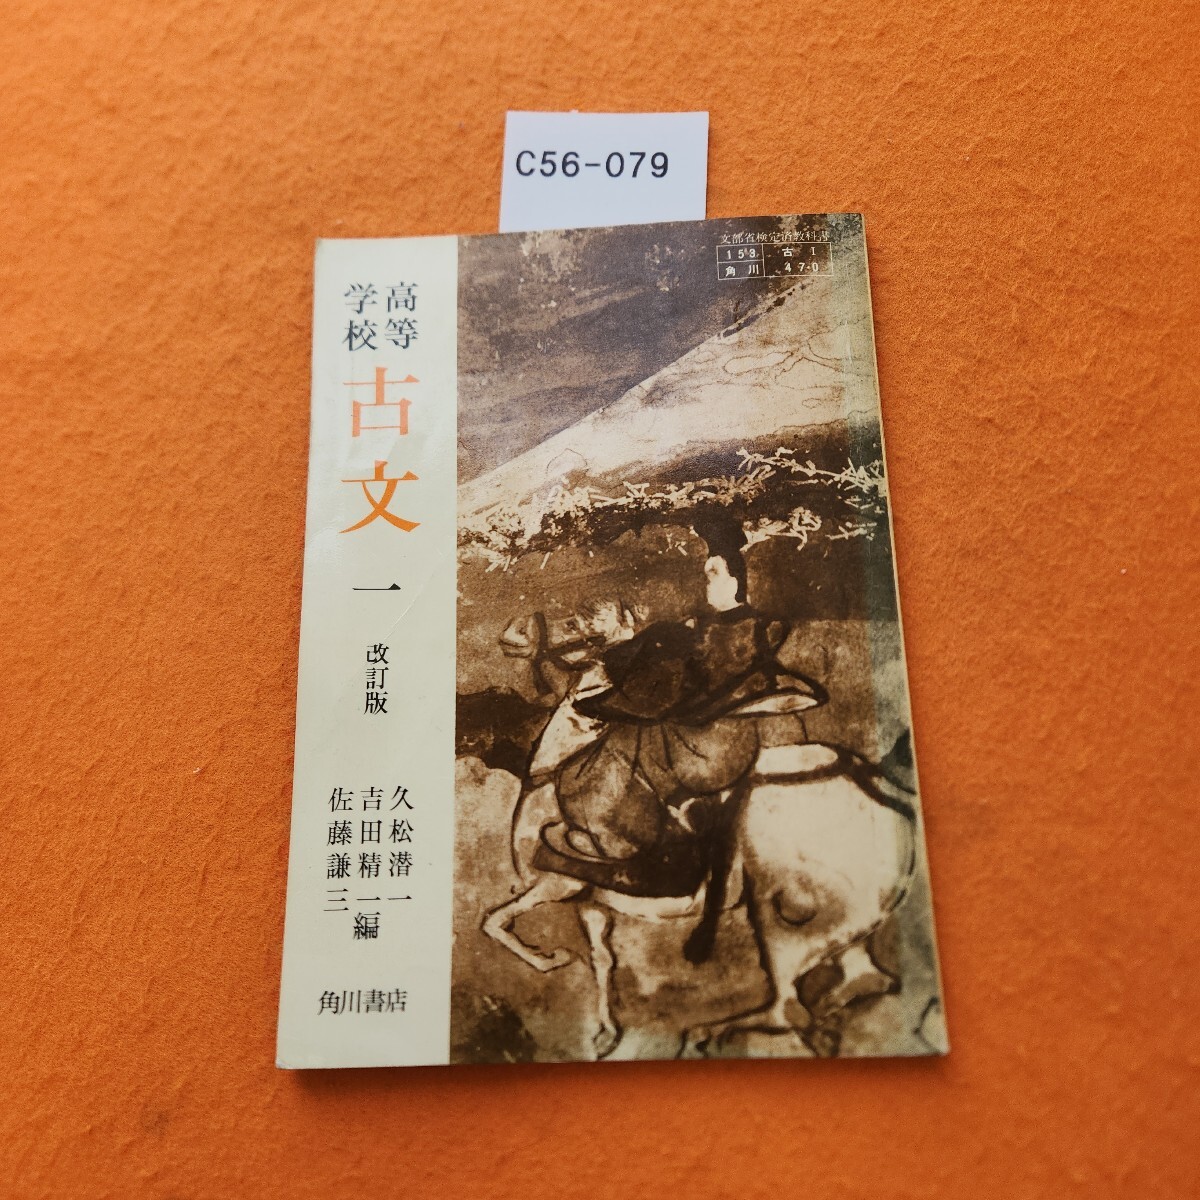 C56-079
文部省検定済教科書
153 古 I
角川 47-0
高等
学校
古文
一
改訂版
久松潜一
吉田精一編
佐藤謙三
角川書店